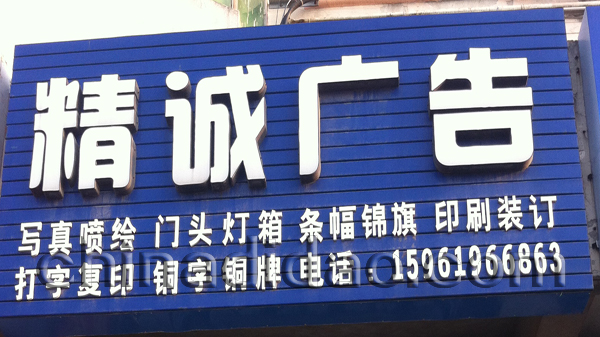 精诚广告
写真喷绘 门头灯箱 条幅锦旗 印刷装订
打字复印 铜字铜牌 电话：15961966863